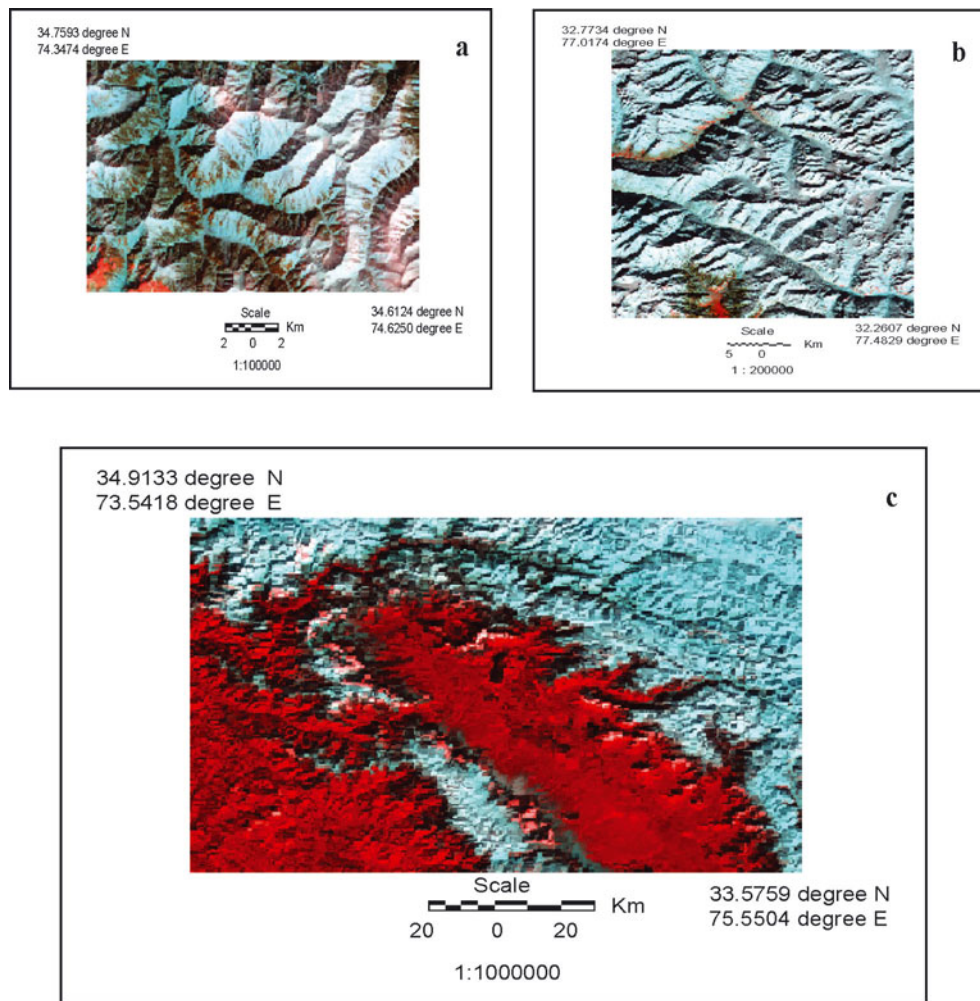 34.7593 degree N
74.3474 degree E
a
Scale
Km
2 0 2
1:100000
34.6124 degree N
74.6250 degree E
32.7734 degree N
77.0174 degree E
b
Scale
Km
5 0
1 : 200000
32.2607 degree N
77.4829 degree E
34.9133 degree N
73.5418 degree E
c
Scale
Km
20 0 20
1:1000000
33.5759 degree N
75.5504 degree E